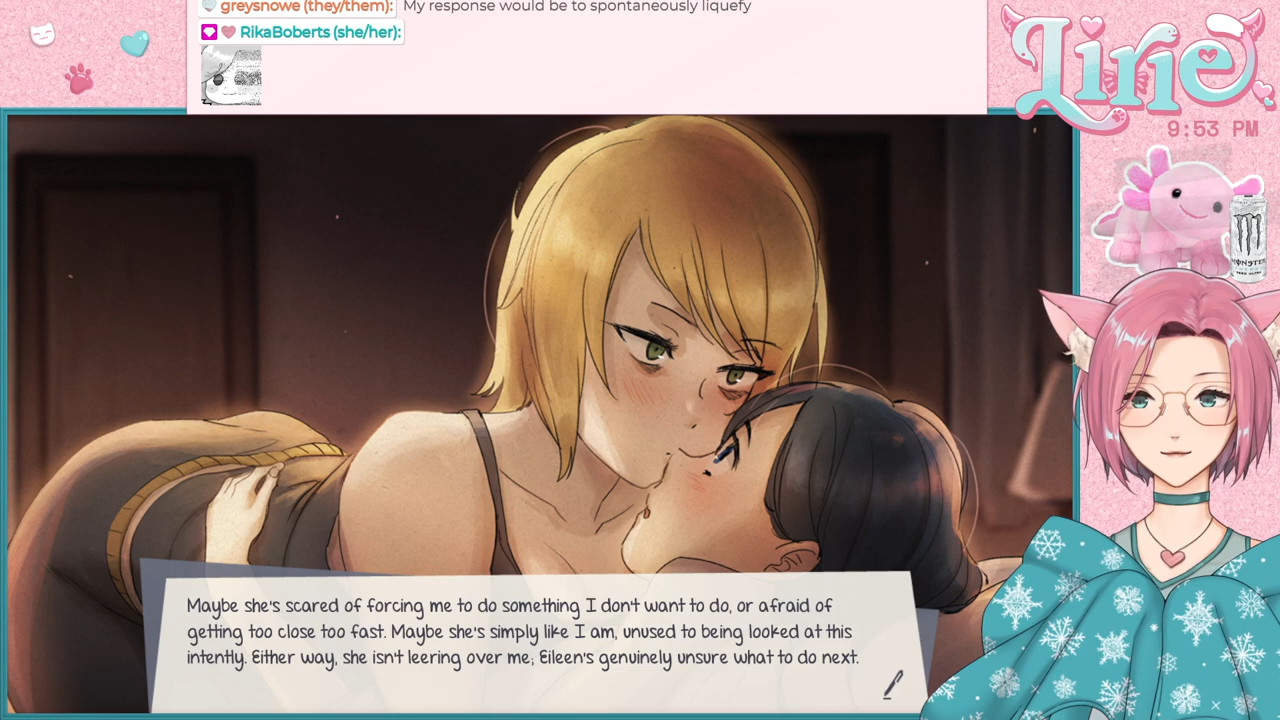 greysnowe (they/them): My response would be to spontaneously liquefy
RikaBoberts (she/her):
Lirie
9:53 PM
MONSTER
Maybe she's scared of forcing me to do something I don't want to do, or afraid of
getting too close too fast. Maybe she's simply like I am, unused to being looked at this
intently. Either way, she isn't leering over me; Eileen's genuinely unsure what to do next.